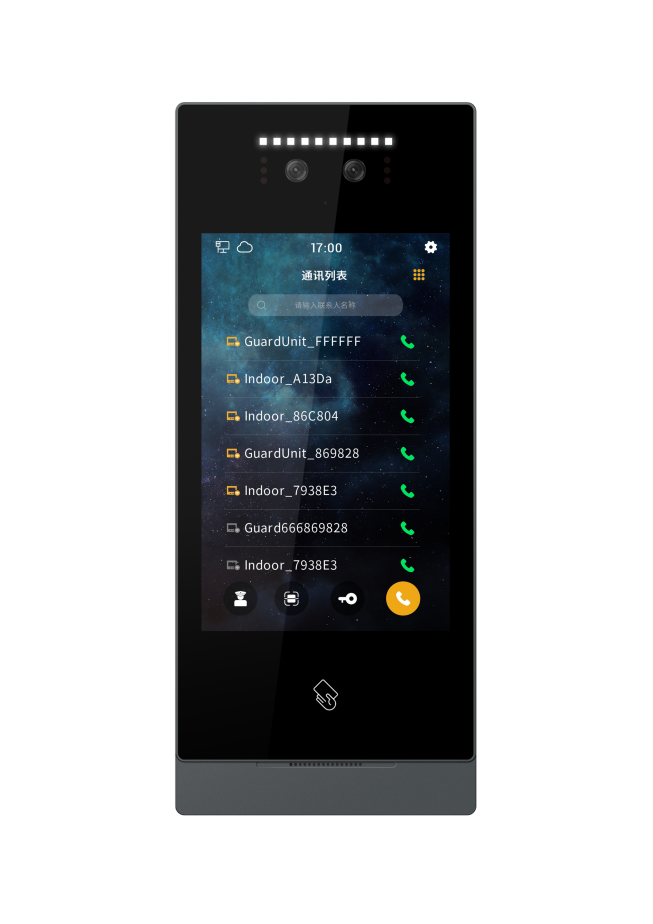 17:00
通讯列表
请输入联系人名称
GuardUnit_FFFFFF
Indoor_A13Da
Indoor_86C804
GuardUnit_869828
Indoor_7938E3
Guard666869828
Indoor_7938E3